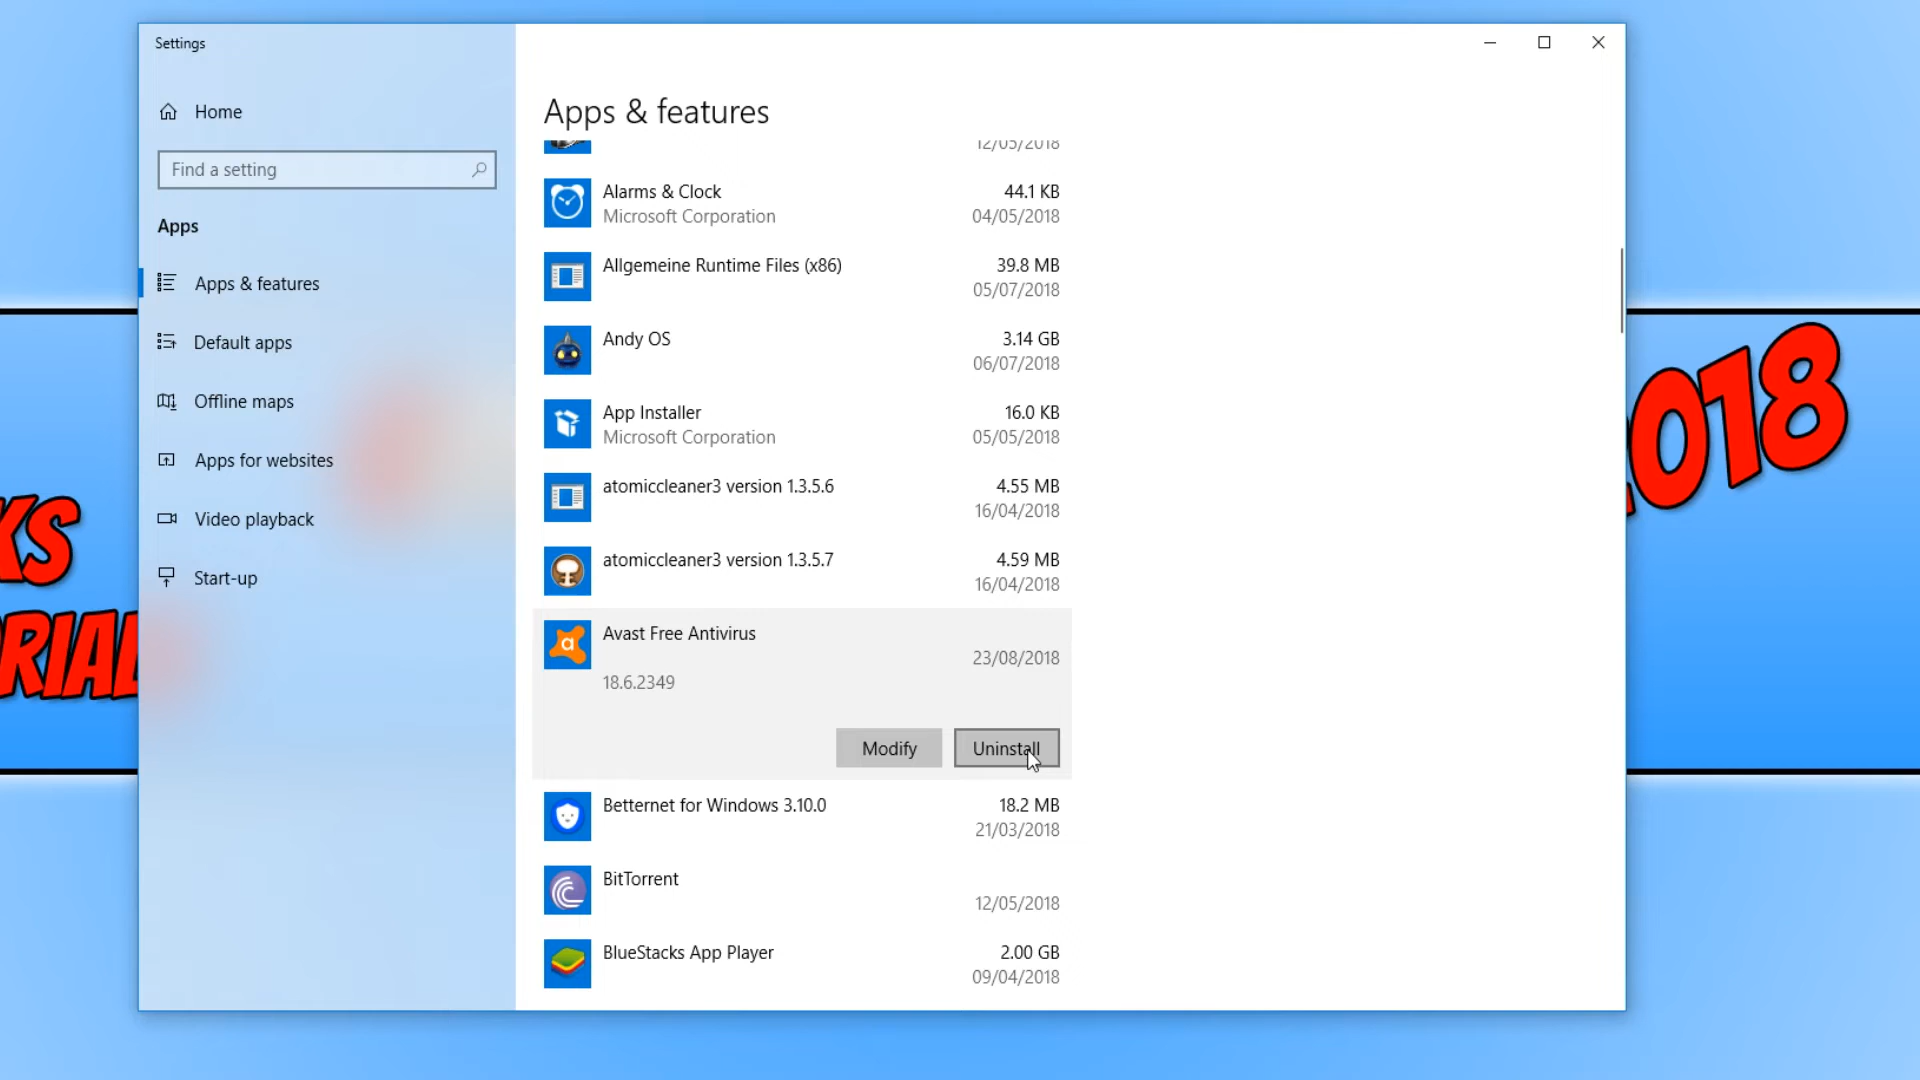 Settings
Home
Find a setting
Apps
Apps & features
Default apps
Offline maps
Apps for websites
Video playback
Start-up
Apps & features
12/05/2018
Alarms & Clock 44.1 KB
Microsoft Corporation 04/05/2018
Allgemeine Runtime Files (x86) 39.8 MB
05/07/2018
Andy OS 3.14 GB
06/07/2018
App Installer 16.0 KB
Microsoft Corporation 05/05/2018
atomiccleaner3 version 1.3.5.6 4.55 MB
16/04/2018
atomiccleaner3 version 1.3.5.7 4.59 MB
16/04/2018
Avast Free Antivirus
23/08/2018
18.6.2349
Modify Uninstall
Betternet for Windows 3.10.0 18.2 MB
21/03/2018
BitTorrent
12/05/2018
BlueStacks App Player 2.00 GB
09/04/2018
KS
RIAL
018